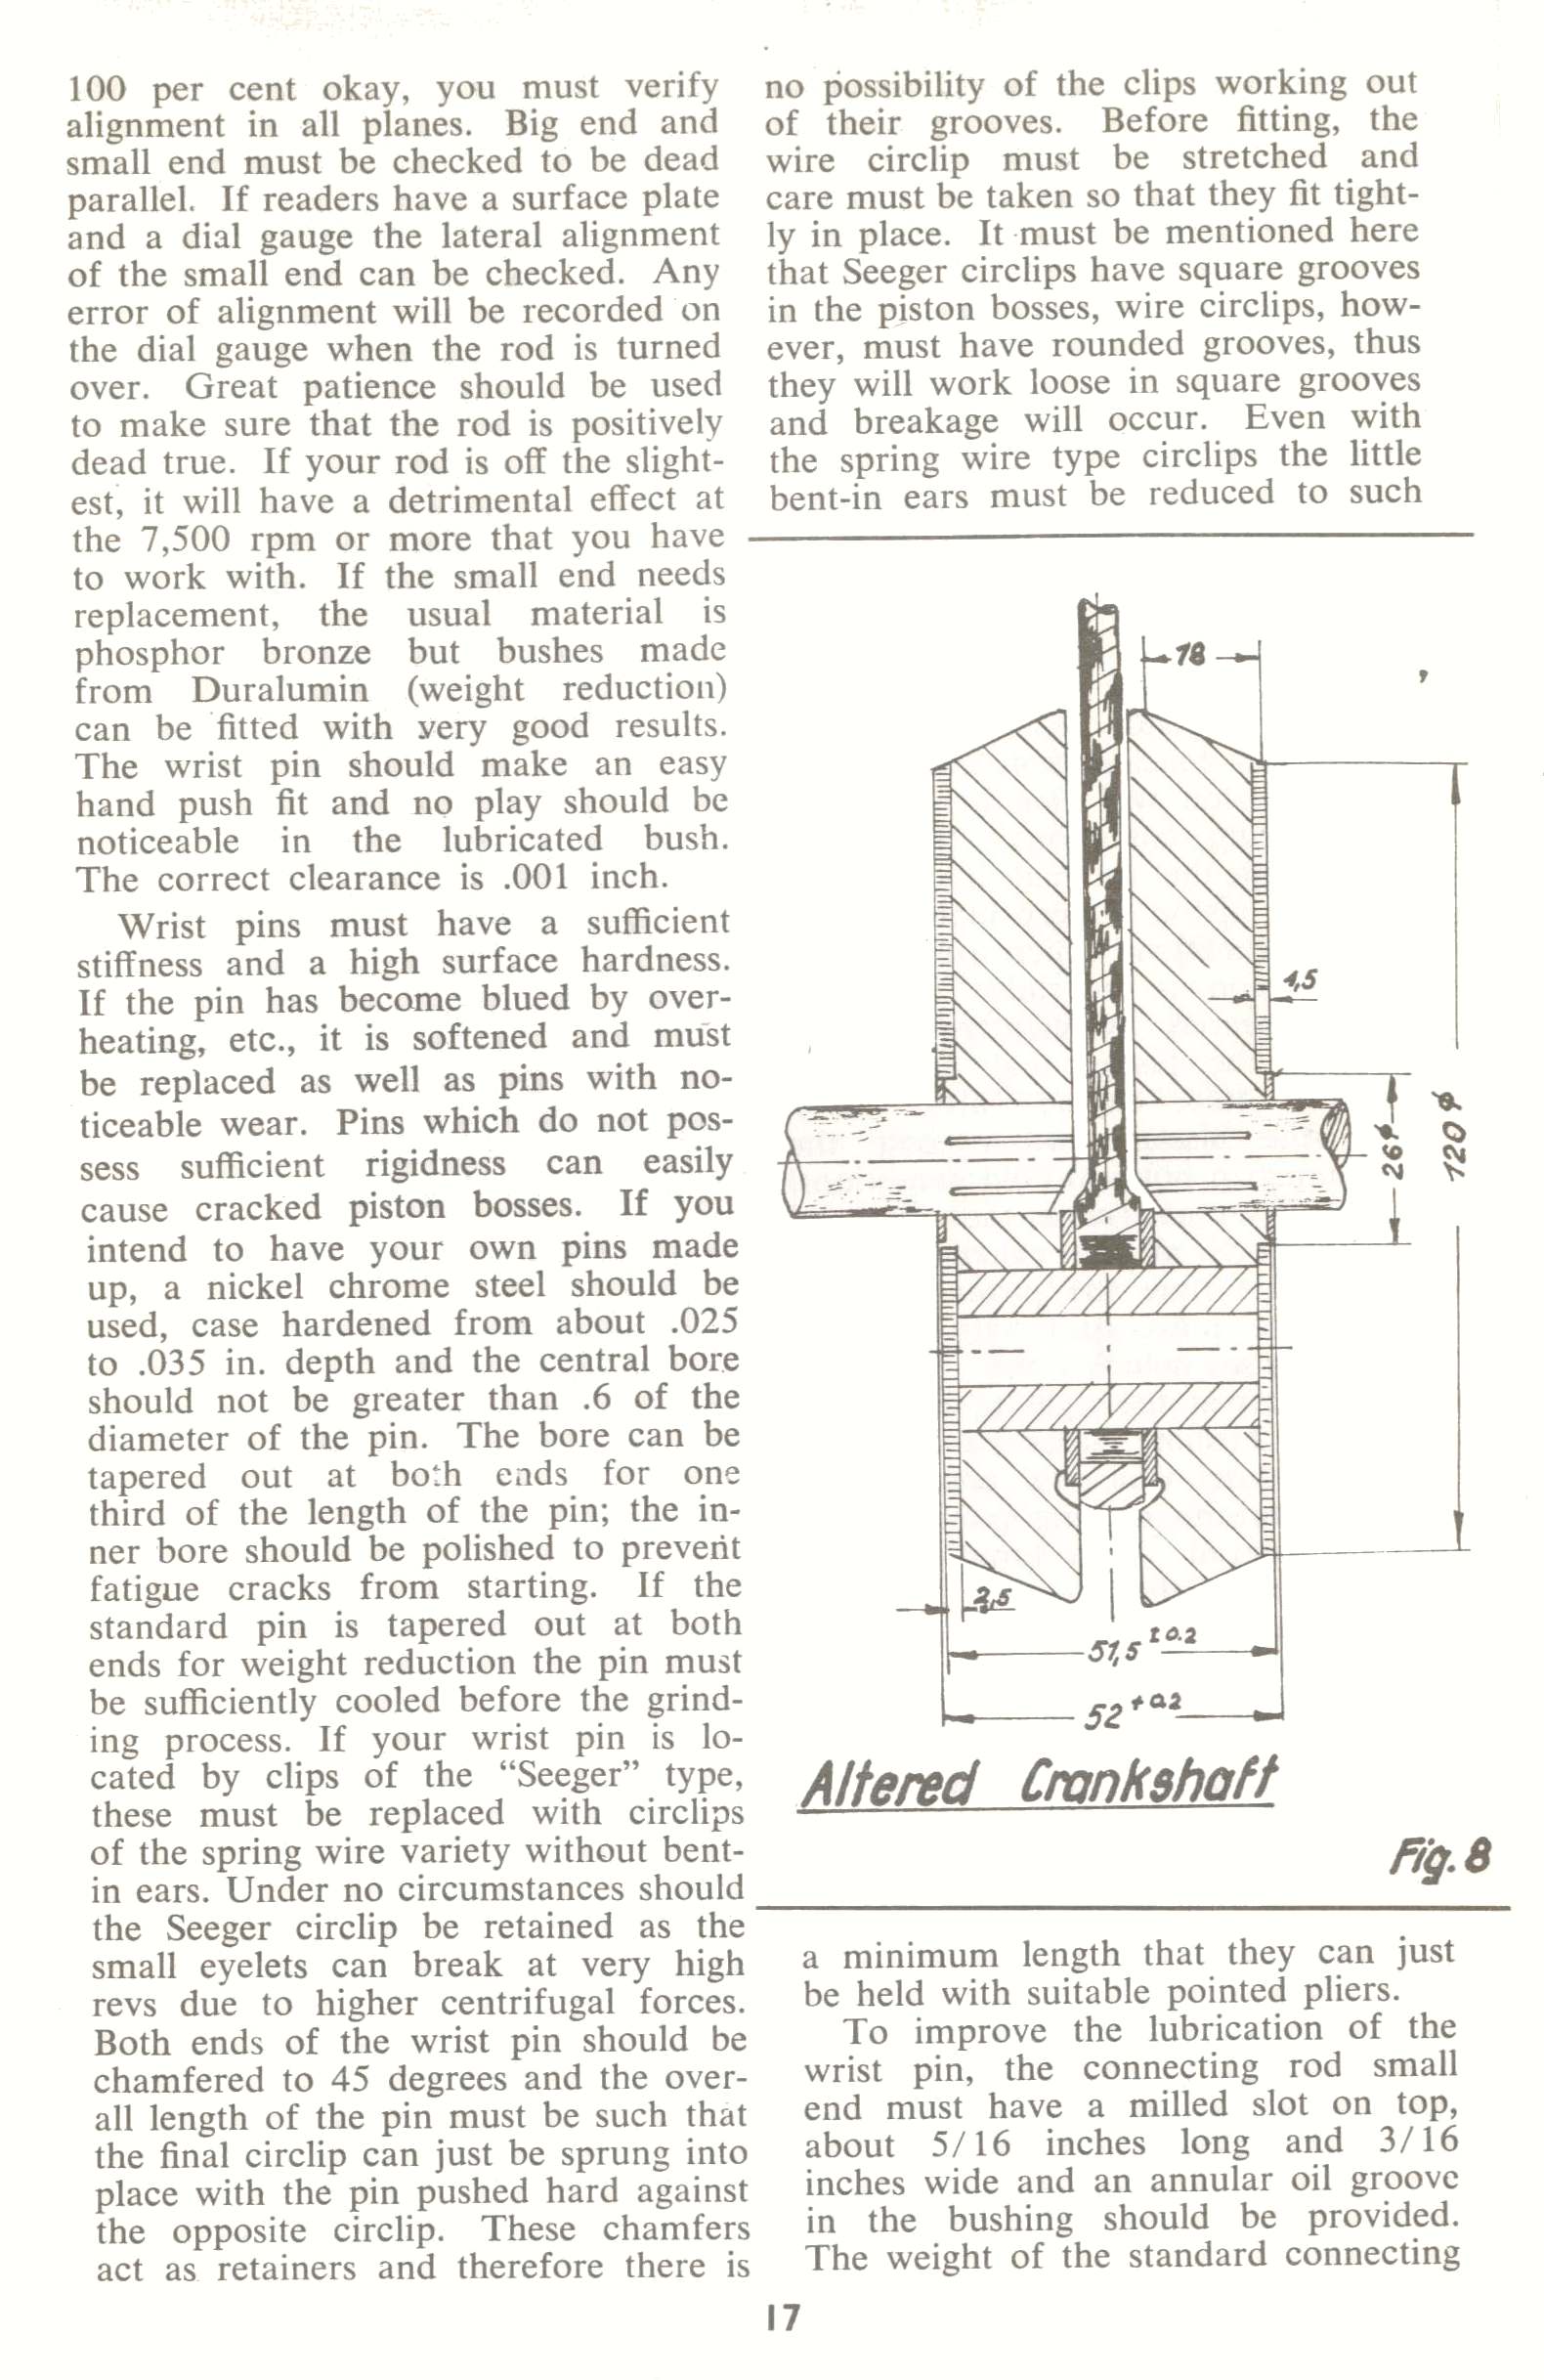 100 per cent okay, you must verify
alignment in all planes. Big end and
small end must be checked to be dead
parallel. If readers have a surface plate
and a dial gauge the lateral alignment
of the small end can be checked. Any
error of alignment will be recorded on
the dial gauge when the rod is turned
over. Great patience should be used
to make sure that the rod is positively
dead true. If your rod is off the slight-
est, it will have a detrimental effect at
the 7,500 rpm or more that you have
to work with. If the small end needs
replacement, the usual material is
phosphor bronze but bushes made
from Duralumin (weight reduction)
can be fitted with very good results.
The wrist pin should make an easy
hand push fit and no play should be
noticeable in the lubricated bush.
The correct clearance is .001 inch.
Wrist pins must have a sufficient
stiffness and a high surface hardness.
If the pin has become blued by over-
heating, etc., it is softened and must
be replaced as well as pins with no-
ticeable wear. Pins which do not pos-
sess sufficient rigidness can easily
cause cracked piston bosses. If you
intend to have your own pins made
up, a nickel chrome steel should be
used, case hardened from about .025
to .035 in. depth and the central bore
should not be greater than .6 of the
diameter of the pin. The bore can be
tapered out at both ends for one
third of the length of the pin; the in-
ner bore should be polished to prevent
fatigue cracks from starting. If the
standard pin is tapered out at both
ends for weight reduction the pin must
be sufficiently cooled before the grind-
ing process. If your wrist pin is lo-
cated by clips of the “Seeger” type,
these must be replaced with circlips
of the spring wire variety without bent-
in ears. Under no circumstances should
the Seeger circlip be retained as the
small eyelets can break at very high
revs due to higher centrifugal forces.
Both ends of the wrist pin should be
chamfered to 45 degrees and the over-
all length of the pin must be such that
the final circlip can just be sprung into
place with the pin pushed hard against
the opposite circlip. These chamfers
act as retainers and therefore there is
no possibility of the clips working out
of their grooves. Before fitting, the
wire circlip must be stretched and
care must be taken so that they fit tight-
ly in place. It must be mentioned here
that Seeger circlips have square grooves
in the piston bosses, wire circlips, how-
ever, must have rounded grooves, thus
they will work loose in square grooves
and breakage will occur. Even with
the spring wire type circlips the little
bent-in ears must be reduced to such
18
4,5
26ϕ
120ϕ
2,5
51,5 ±0.2
52 +0.2
Altered Crankshaft
Fig. 8
a minimum length that they can just
be held with suitable pointed pliers.
To improve the lubrication of the
wrist pin, the connecting rod small
end must have a milled slot on top,
about 5/16 inches long and 3/16
inches wide and an annular oil groove
in the bushing should be provided.
The weight of the standard connecting
17